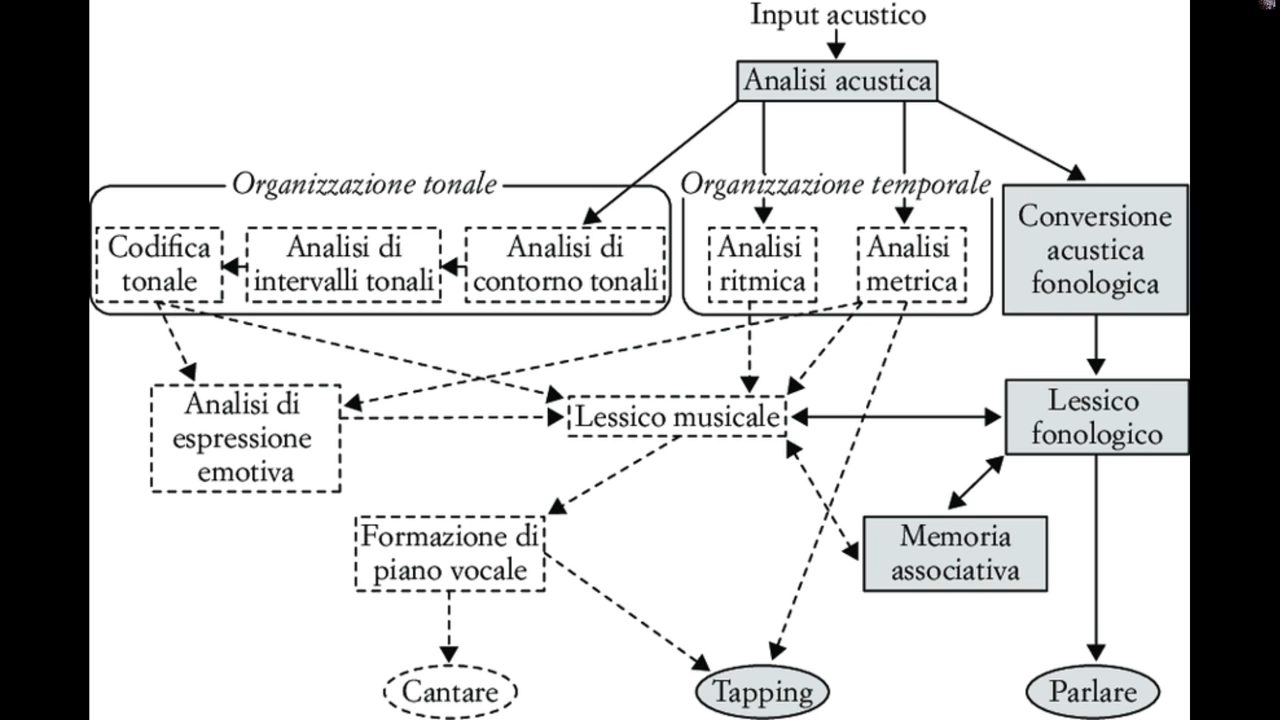 Input acustico
Analisi acustica
Organizzazione tonale
Organizzazione temporale
Codifica
tonale
Analisi di
intervalli tonali
Analisi di
contorno tonali
Analisi
ritmica
Analisi
metrica
Conversione
acustica
fonologica
Analisi di
espressione
emotiva
Lessico musicale
Lessico
fonologico
Formazione di
piano vocale
Memoria
associativa
Cantare
Tapping
Parlare